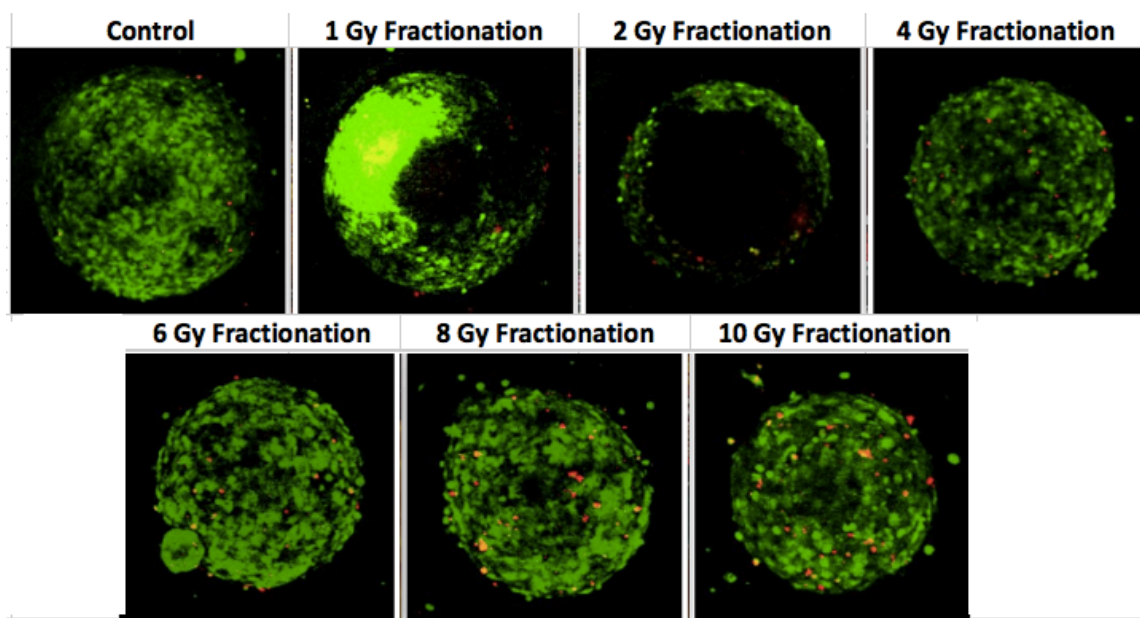 Control
1 Gy Fractionation
2 Gy Fractionation
4 Gy Fractionation
6 Gy Fractionation
8 Gy Fractionation
10 Gy Fractionation